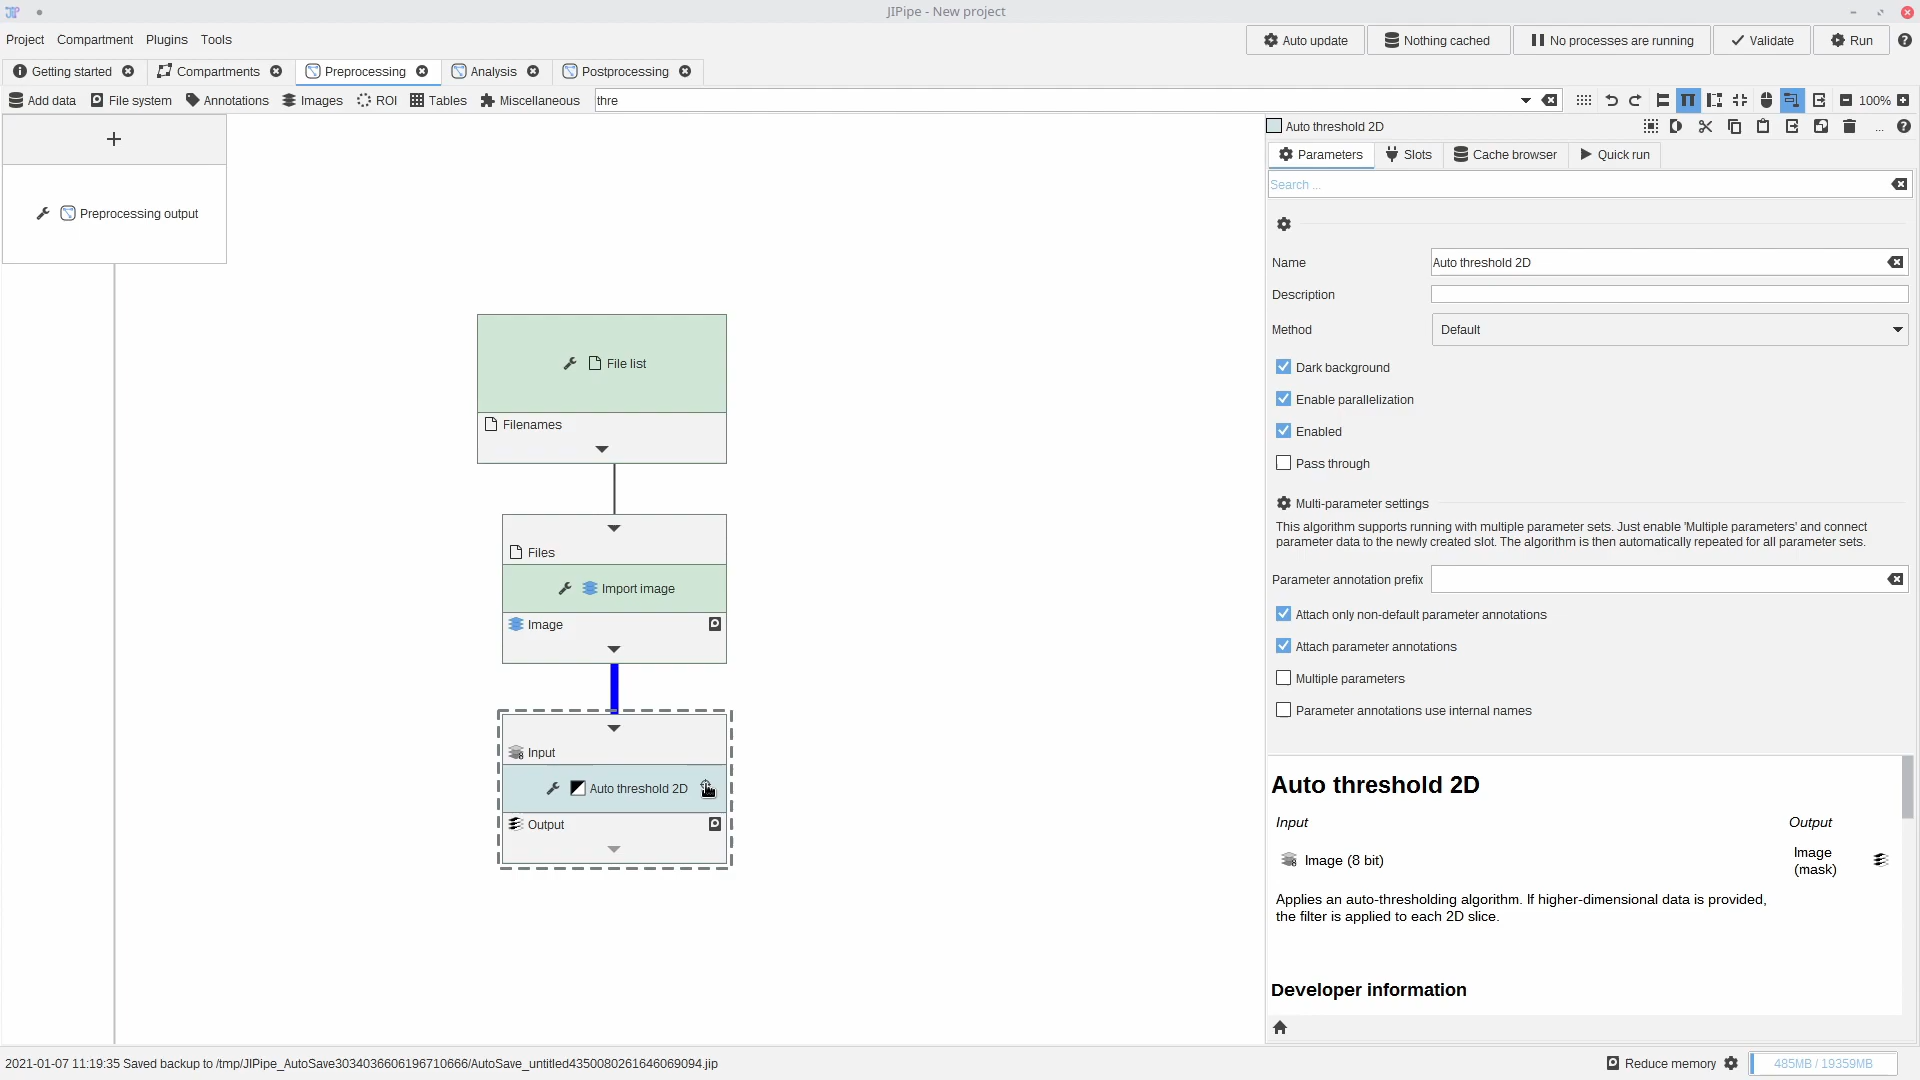 JIPipe - New project
Project Compartment Plugins Tools
Auto update Nothing cached No processes are running Validate Run
Getting started Compartments Preprocessing Analysis Postprocessing
Add data File system Annotations Images ROI Tables Miscellaneous thre 100%
Preprocessing output
File list
Filenames
Files
Import image
Image
Input
Auto threshold 2D
Output
Auto threshold 2D ...
Parameters Slots Cache browser Quick run
Search ...
Name Auto threshold 2D
Description
Method Default
Dark background
Enable parallelization
Enabled
Pass through
Multi-parameter settings
This algorithm supports running with multiple parameter sets. Just enable 'Multiple parameters' and connect
parameter data to the newly created slot. The algorithm is then automatically repeated for all parameter sets.
Parameter annotation prefix
Attach only non-default parameter annotations
Attach parameter annotations
Multiple parameters
Parameter annotations use internal names
Auto threshold 2D
Input Output
Image (8 bit) Image
(mask)
Applies an auto-thresholding algorithm. If higher-dimensional data is provided,
the filter is applied to each 2D slice.
Developer information
2021-01-07 11:19:35 Saved backup to /tmp/JIPipe_AutoSave3034036606196710666/AutoSave_untitled4350080261646069094.jip
Reduce memory 485MB / 19359MB